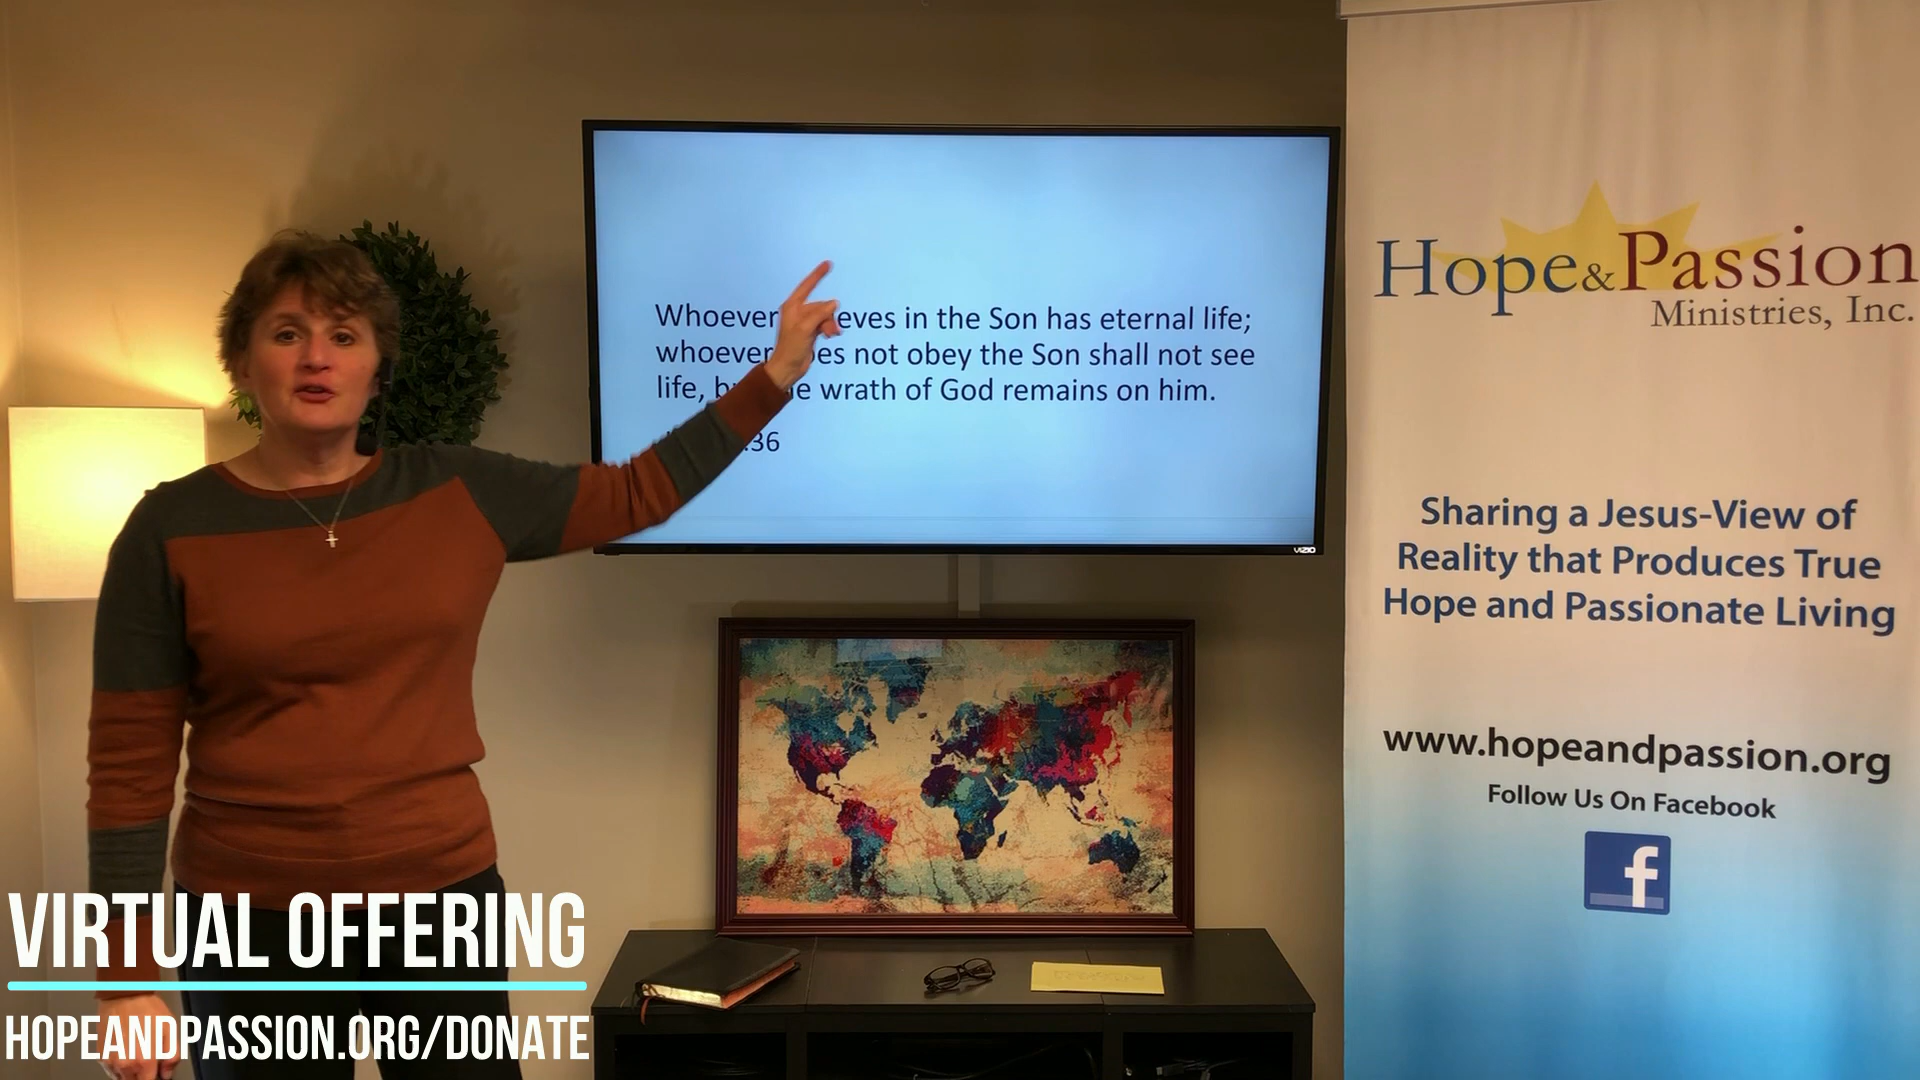 Whoever eves in the Son has eternal life;
whoever es not obey the Son shall not see
life, b e wrath of God remains on him.
:36
VIZIO
Hope & Passion
Ministries, Inc.
Sharing a Jesus-View of
Reality that Produces True
Hope and Passionate Living
www.hopeandpassion.org
Follow Us On Facebook
f
VIRTUAL OFFERING
HOPEANDPASSION.ORG/DONATE